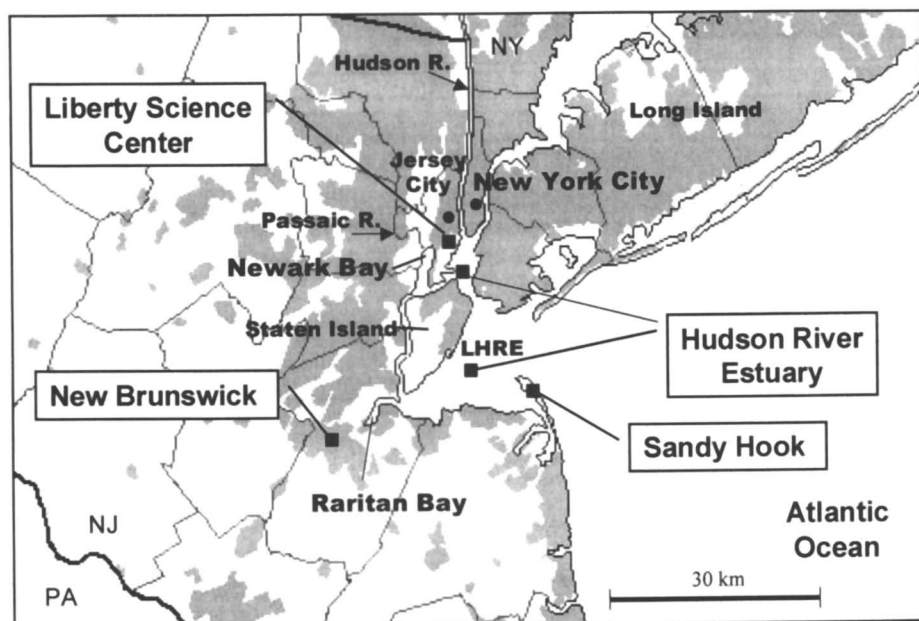 NY
Hudson R.
Liberty Science
Center
Long Island
Jersey
City
New York City
Passaic R.
Newark Bay
Staten Island
LHRE
Hudson River
Estuary
New Brunswick
Sandy Hook
Raritan Bay
NJ
Atlantic
Ocean
PA
30 km